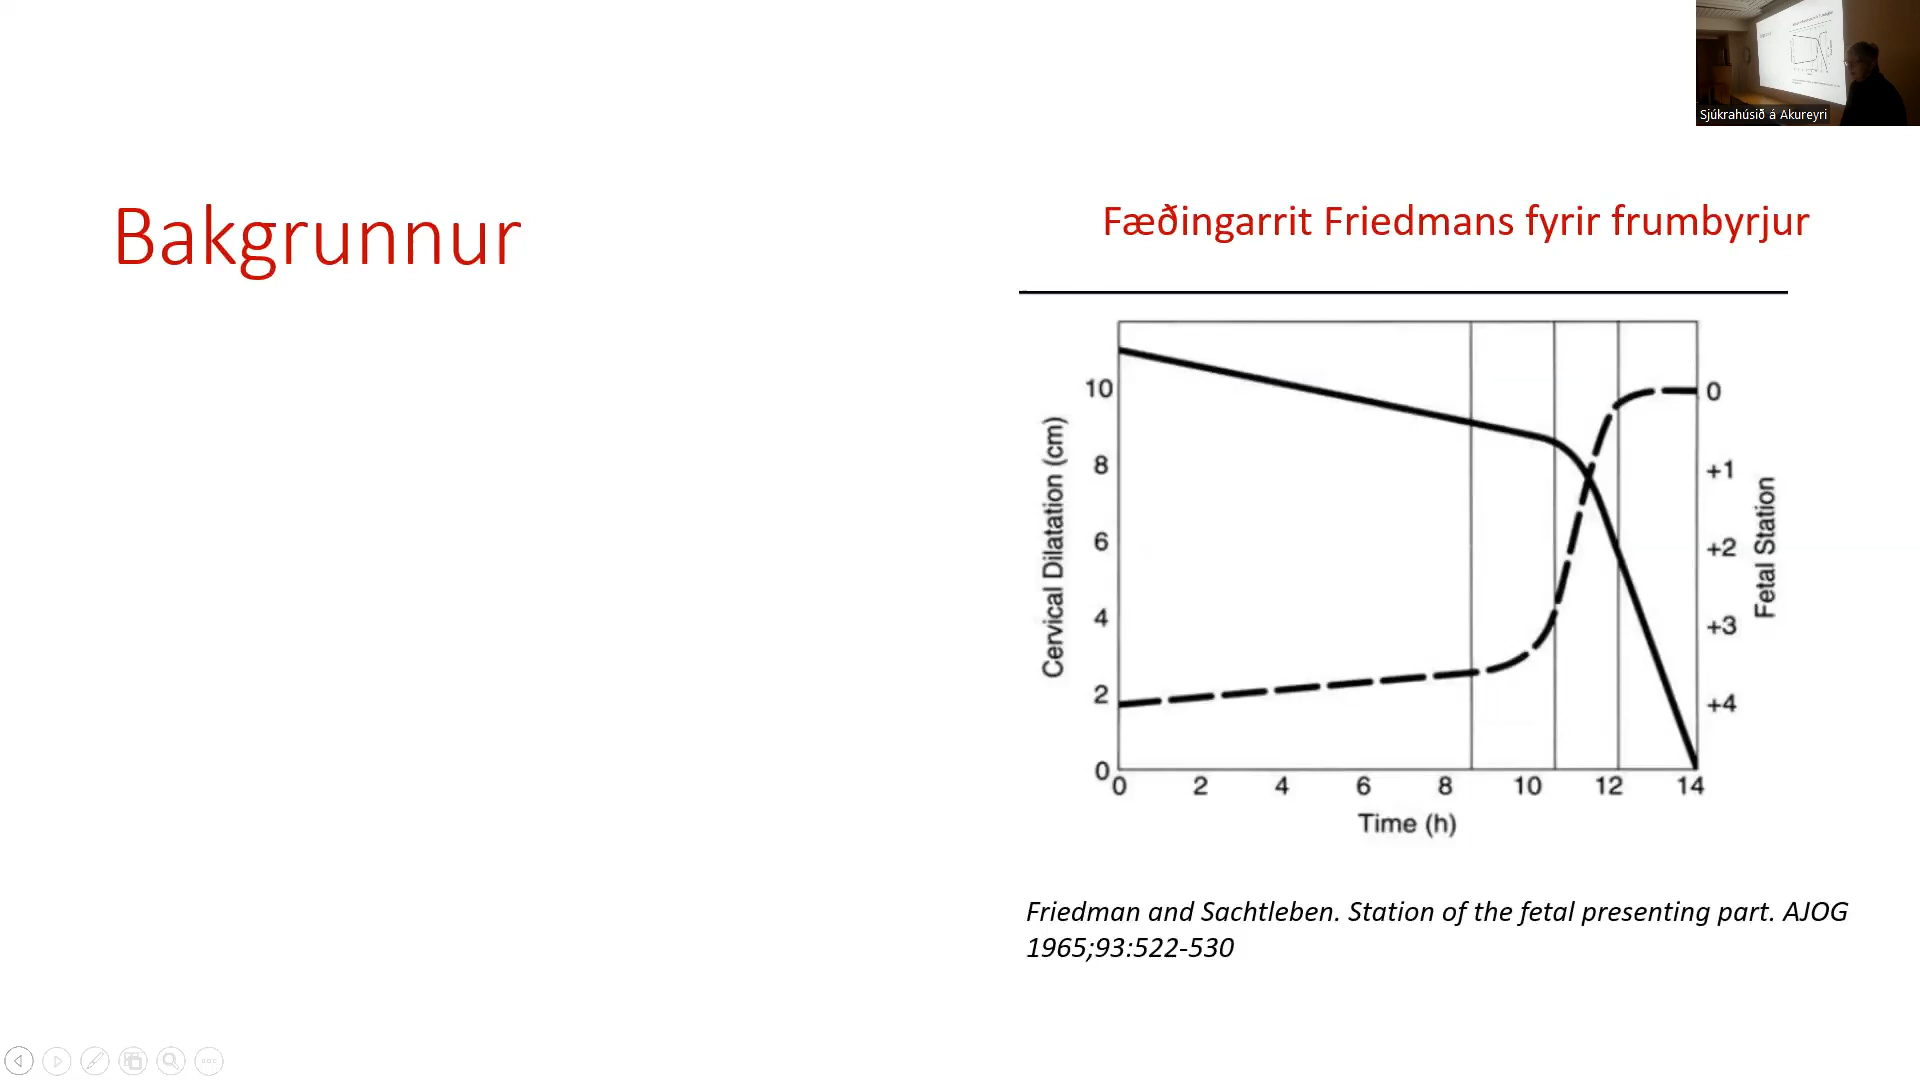 Sjúkrahúsið á Akureyri
Bakgrunnur
Fæðingarrit Friedmans fyrir frumbyrjur
Cervical Dilatation (cm)
10
8
6
4
2
0
0
+1
+2
+3
+4
Fetal Station
0 2 4 6 8 10 12 14
Time (h)
Friedman and Sachtleben. Station of the fetal presenting part. AJOG
1965;93:522-530